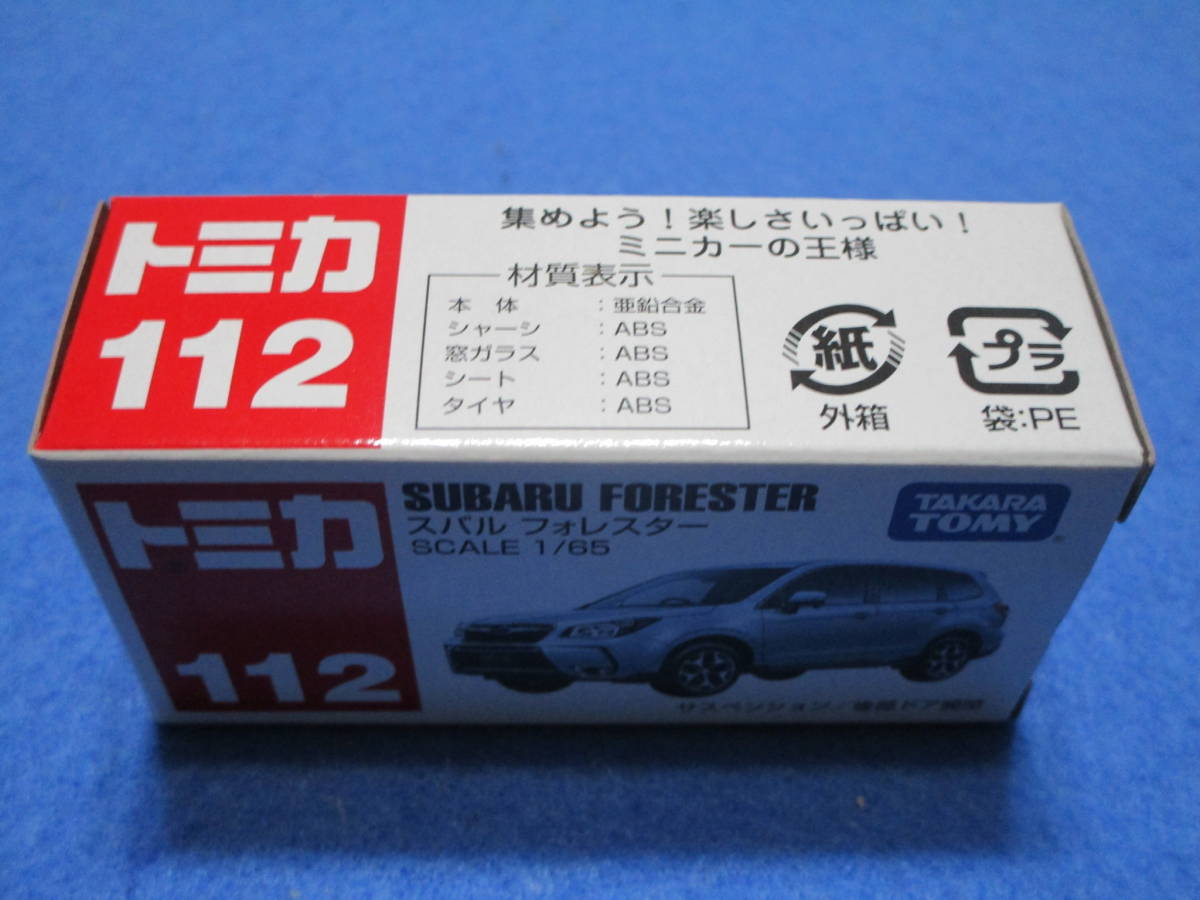 トミカ
112
集めよう！楽しさいっぱい！
ミニカーの王様
材質表示
本体 ：亜鉛合金
シャーシ ：ABS
窓ガラス ：ABS
シート ：ABS
タイヤ ：ABS
紙
外箱
プラ
袋：PE
トミカ
112
SUBARU FORESTER
スバル フォレスター
SCALE 1/65
TAKARA
TOMY
サスペンション／後部ドア開閉